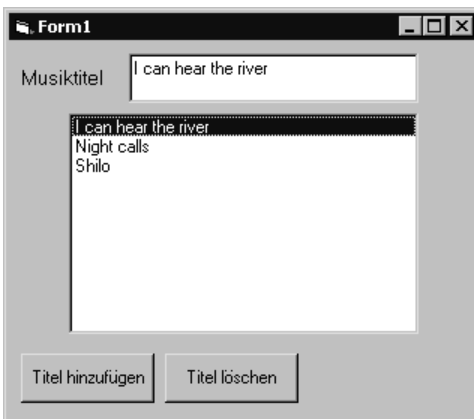 Form1
Musiktitel
I can hear the river
I can hear the river
Night calls
Shilo
Titel hinzufügen
Titel löschen